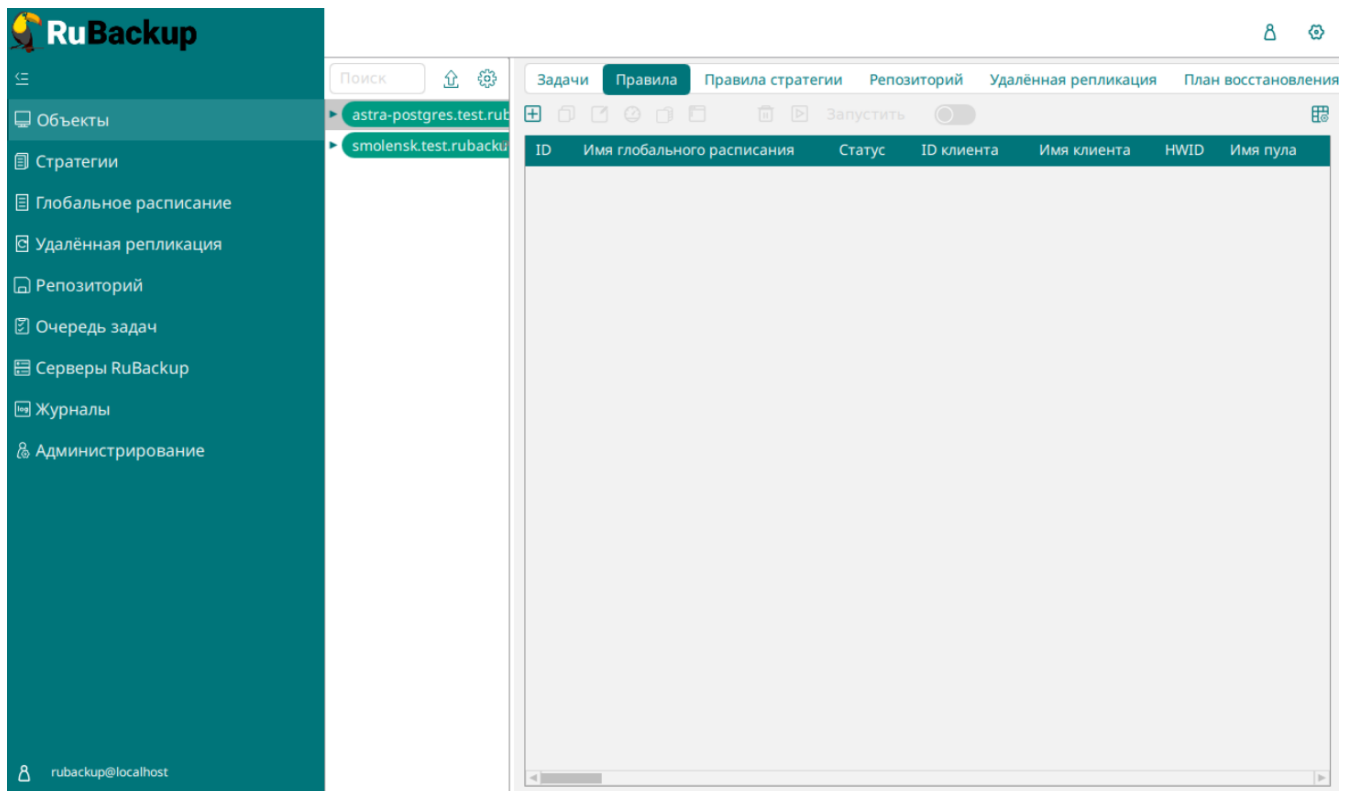 RuBackup
Поиск
Задачи Правила Правила стратегии Репозиторий Удалённая репликация План восстановления
Объекты
astra-postgres.test.rub
Запустить
smolensk.test.rubacku
ID Имя глобального расписания Статус ID клиента Имя клиента HWID Имя пула
Стратегии
Глобальное расписание
Удалённая репликация
Репозиторий
Очередь задач
Серверы RuBackup
log Журналы
Администрирование
rubackup@localhost